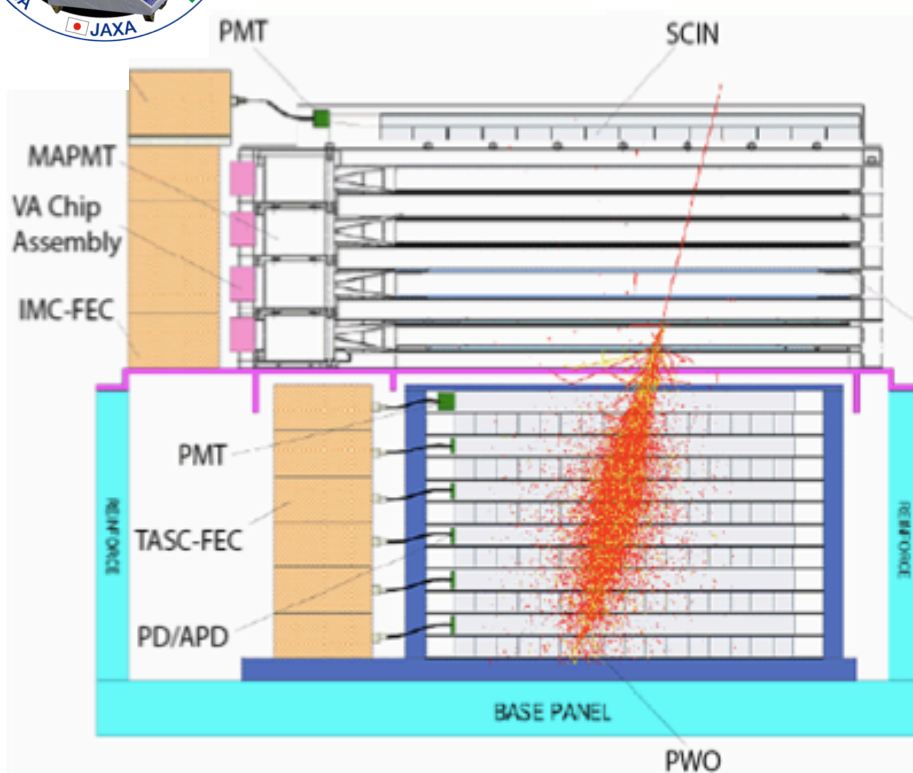 JAXA
PMT
SCIN
MAPMT
VA Chip
Assembly
IMC-FEC
PMT
TASC-FEC
PD/APD
REINFORCE
REINFORCE
BASE PANEL
PWO